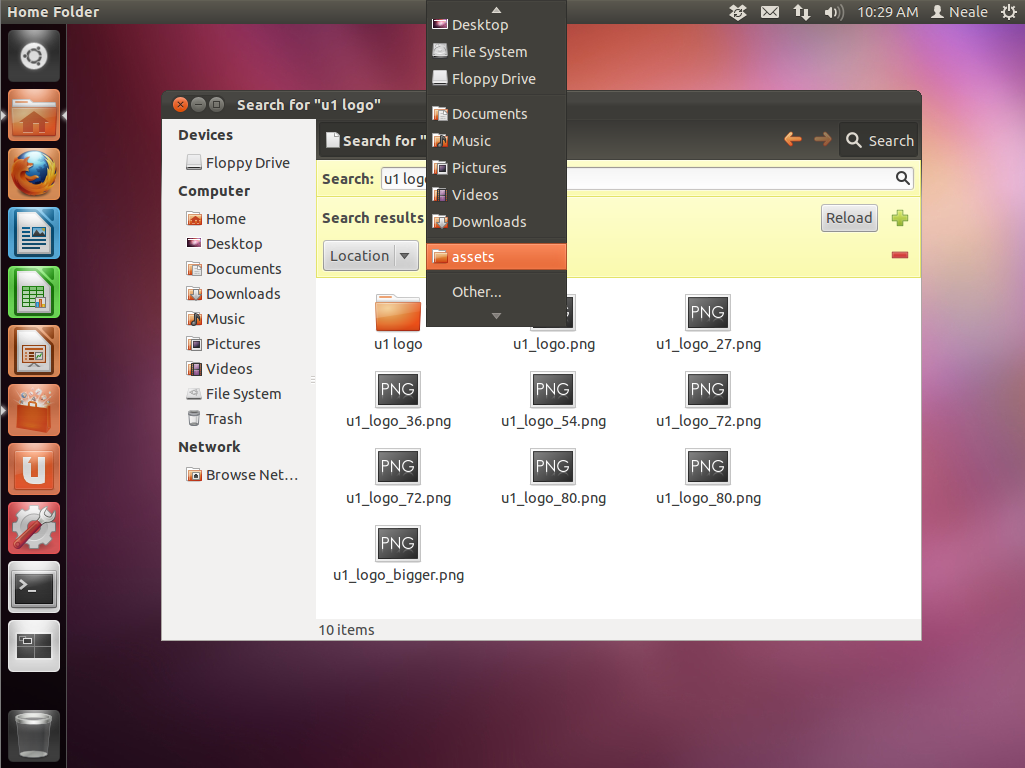 Home Folder
10:29 AM
Neale
Desktop
File System
Floppy Drive
Documents
Music
Pictures
Videos
Downloads
assets
Other...
Search for "u1 logo"
Devices
Floppy Drive
Computer
Home
Desktop
Documents
Downloads
Music
Pictures
Videos
File System
Trash
Network
Browse Net...
Search for "
Search
Search:
u1 logo
Search results
Reload
Location
u1 logo
u1_logo.png
PNG
u1_logo_27.png
PNG
u1_logo_36.png
PNG
u1_logo_54.png
PNG
u1_logo_72.png
PNG
u1_logo_72.png
PNG
u1_logo_80.png
PNG
u1_logo_80.png
PNG
u1_logo_bigger.png
10 items